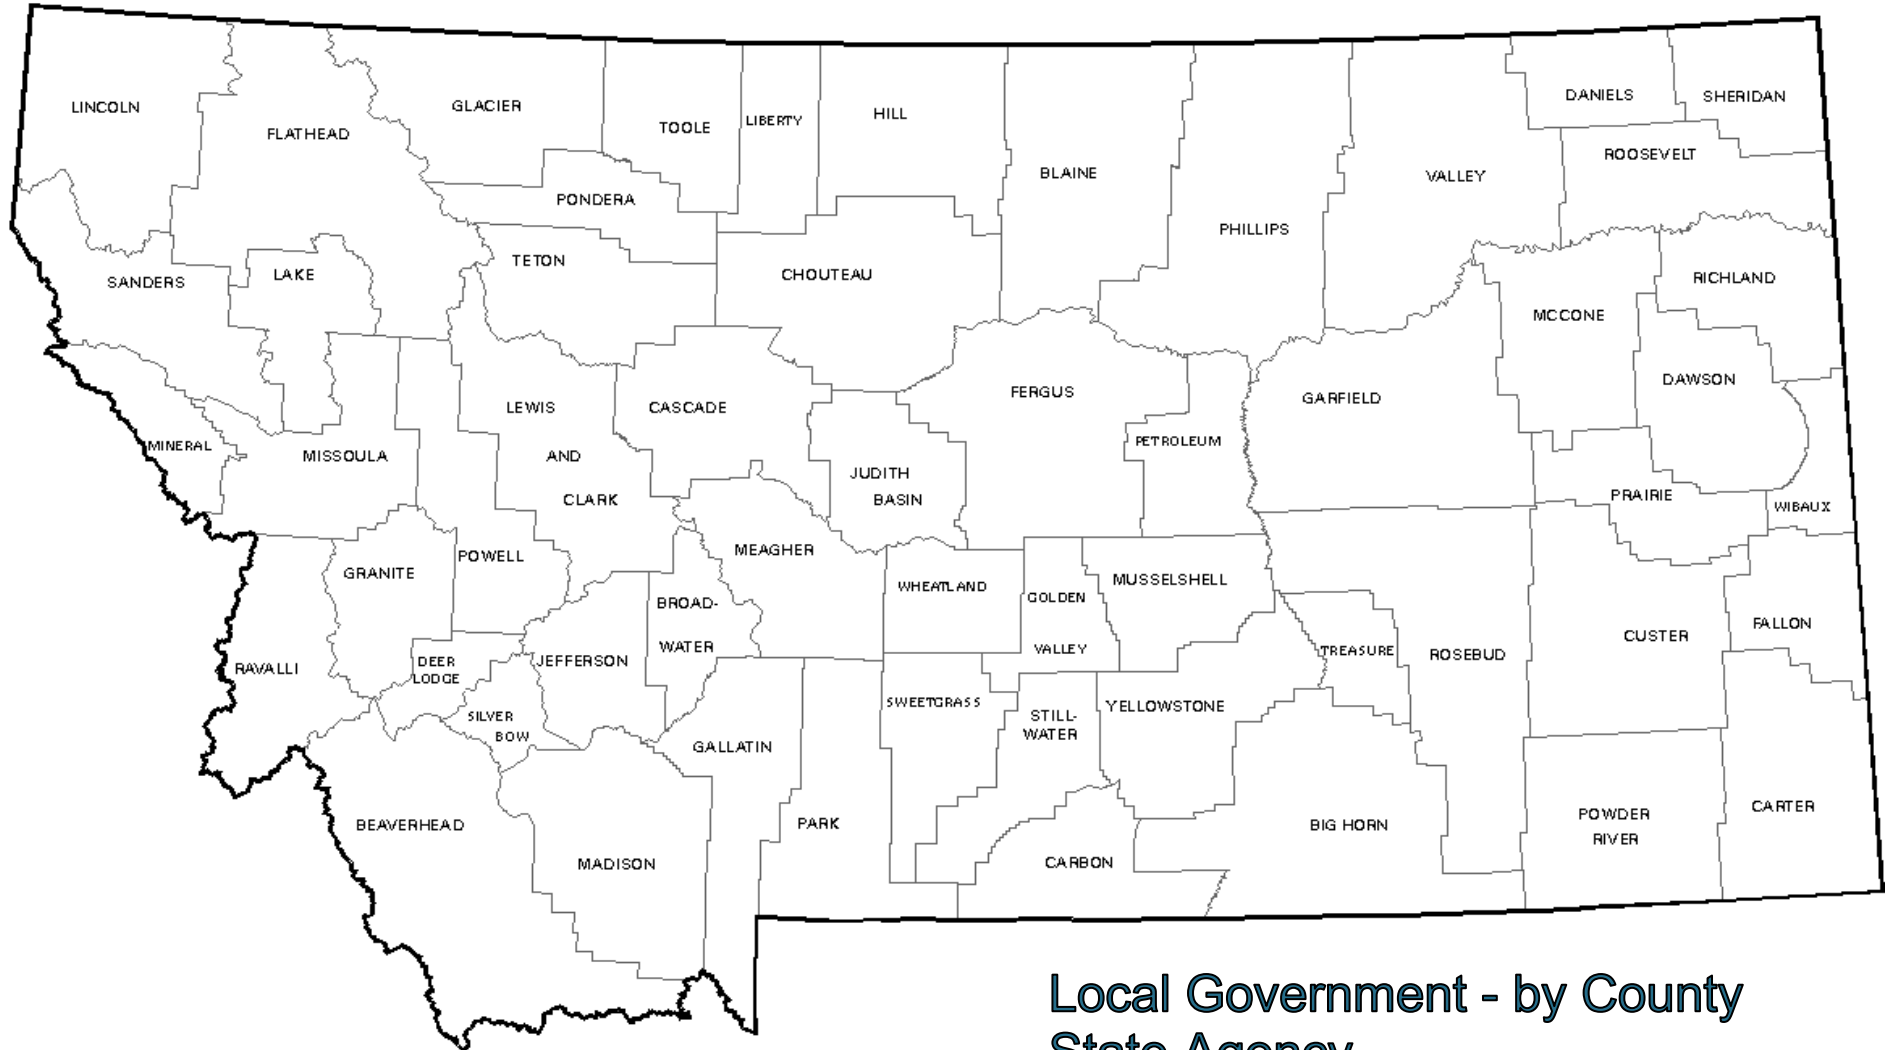 LINCOLN
FLATHEAD
GLACIER
TOOLE
LIBERTY
HILL
BLAINE
PHILLIPS
VALLEY
DANIELS
SHERIDAN
ROOSEVELT
PONDERA
TETON
CHOUTEAU
SANDERS
LAKE
RICHLAND
MCCONE
DAWSON
GARFIELD
FERGUS
PETROLEUM
CASCADE
LEWIS
AND
CLARK
MINERAL
MISSOULA
JUDITH
BASIN
PRAIRIE
WIBAUX
POWELL
GRANITE
MEAGHER
WHEATLAND
GOLDEN
VALLEY
MUSSELSHELL
BROAD-
WATER
RAVALLI
DEER
LODGE
JEFFERSON
TREASURE
ROSEBUD
CUSTER
FALLON
SILVER
BOW
GALLATIN
SWEETGRASS
STILL-
WATER
YELLOWSTONE
BEAVERHEAD
MADISON
PARK
CARBON
BIG HORN
POWDER
RIVER
CARTER
Local Government - by County
State Agency